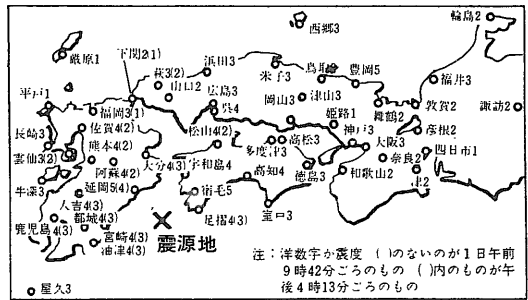 輪島2
西郷3
厳原1
下関2(1)
浜田3
米子3
鳥取
豊岡5
福井3
萩3(2)
山口2
広島3
呉4
岡山3
津山3
舞鶴2
敦賀2
諏訪2
平戸1
福岡3(1)
姫路1
神戸3
彦根2
佐賀4(2)
松山4(2)
高松3
多度津3
大阪3
四日市1
長崎3
熊本4(2)
雲仙3(2)
阿蘇4(2)
大分4(3)
宇和島4
高知4
徳島3
奈良2
和歌山2
牛深3
延岡5(4)
宿毛5
人吉4(3)
足摺4(3)
室戸3
都城4(3)
鹿児島
4(3)
宮崎4(3)
油津4(3)
震源地
屋久3
注:洋数字が震度 ( )のないのが1日午前
9時42分ごろのもの ( )内のものが午
後4時13分ごろのもの